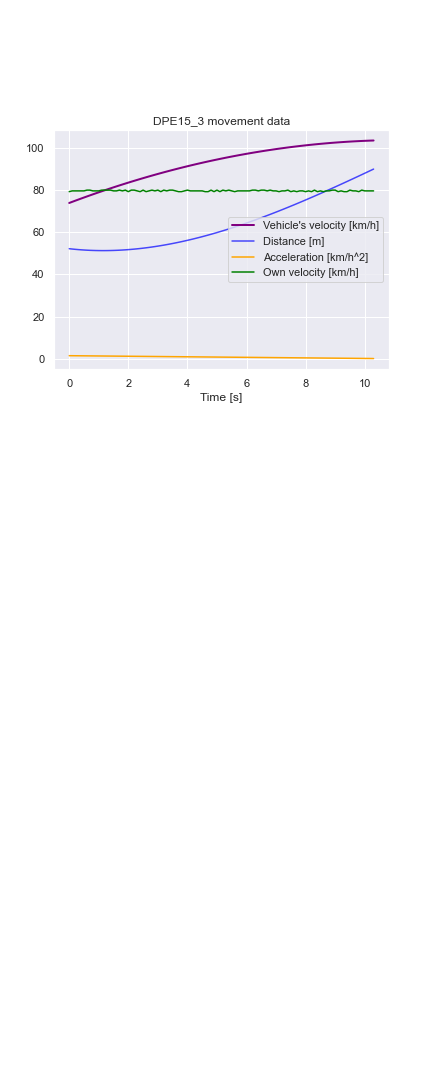 DPE15_3 movement data
100
80
60
40
20
0
Vehicle's velocity [km/h]
Distance [m]
Acceleration [km/h^2]
Own velocity [km/h]
0 2 4 6 8 10
Time [s]